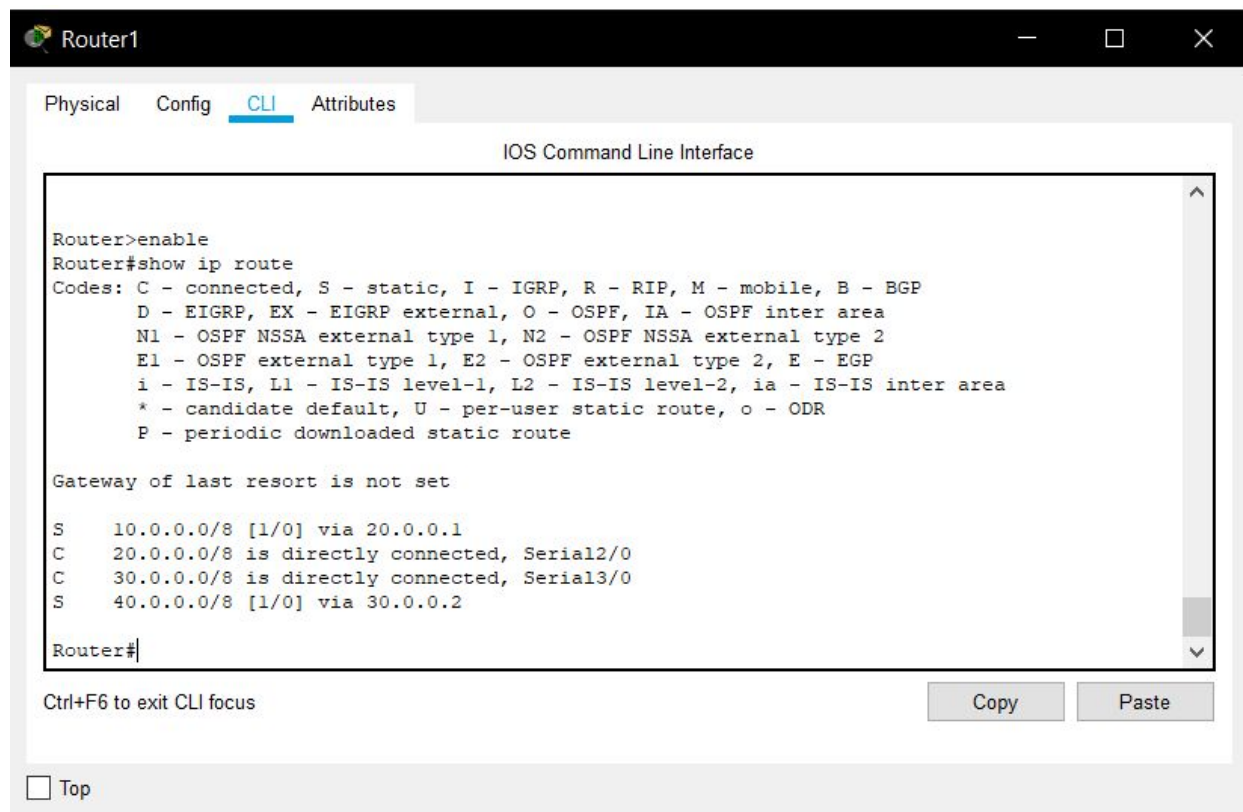 Router1
Physical Config CLI Attributes
IOS Command Line Interface
Router>enable
Router#show ip route
Codes: C - connected, S - static, I - IGRP, R - RIP, M - mobile, B - BGP
       D - EIGRP, EX - EIGRP external, O - OSPF, IA - OSPF inter area
       N1 - OSPF NSSA external type 1, N2 - OSPF NSSA external type 2
       E1 - OSPF external type 1, E2 - OSPF external type 2, E - EGP
       i - IS-IS, L1 - IS-IS level-1, L2 - IS-IS level-2, ia - IS-IS inter area
       * - candidate default, U - per-user static route, o - ODR
       P - periodic downloaded static route
Gateway of last resort is not set
S    10.0.0.0/8 [1/0] via 20.0.0.1
C    20.0.0.0/8 is directly connected, Serial2/0
C    30.0.0.0/8 is directly connected, Serial3/0
S    40.0.0.0/8 [1/0] via 30.0.0.2
Router#
Ctrl+F6 to exit CLI focus Copy Paste
Top